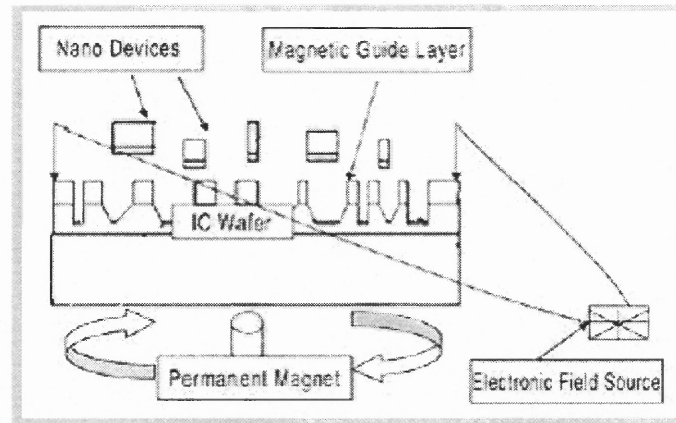 Nano Devices
Magnetic Guide Layer
IC Wafer
Permanent Magnet
Electronic Field Source